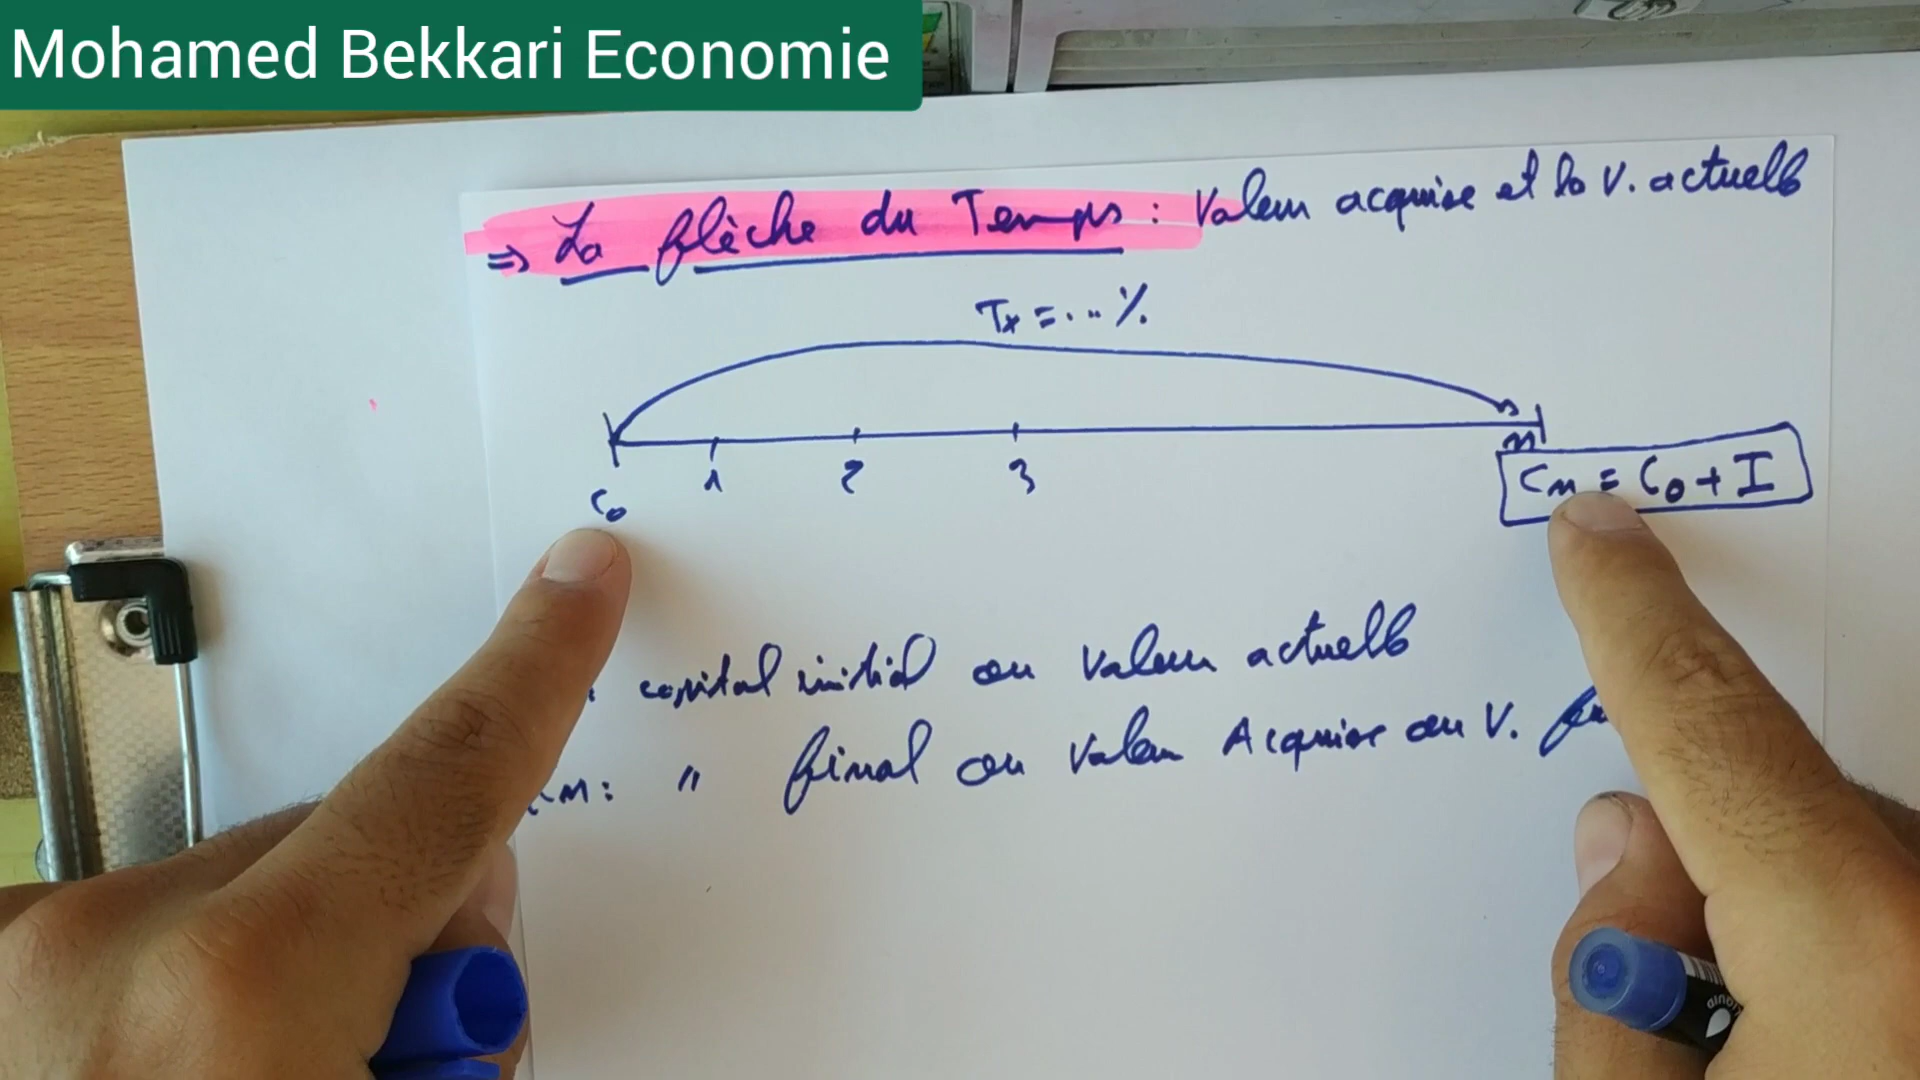 Mohamed Bekkari Economie
⇒ La flèche du Temps : Valeur acquise et la V. actuelle
Tx = ... %
1 2 3 n
C0
Cn = C0 + I
: capital initial ou Valeur actuelle
Cn : " final ou Valeur Acquise ou V.